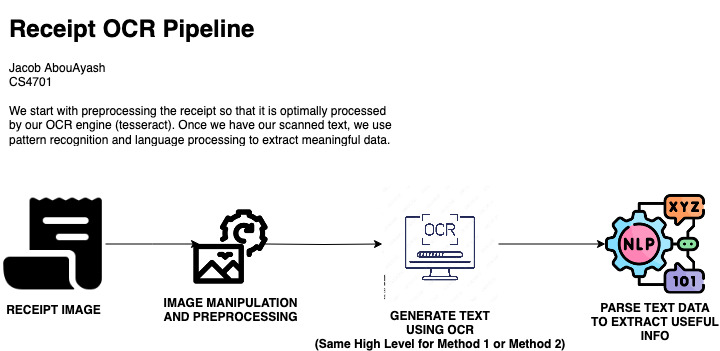 Receipt OCR Pipeline
Jacob AbouAyash
CS4701
We start with preprocessing the receipt so that it is optimally processed
by our OCR engine (tesseract). Once we have our scanned text, we use
pattern recognition and language processing to extract meaningful data.
RECEIPT IMAGE
IMAGE MANIPULATION
AND PREPROCESSING
OCR
GENERATE TEXT
USING OCR
(Same High Level for Method 1 or Method 2)
XYZ
NLP
101
PARSE TEXT DATA
TO EXTRACT USEFUL
INFO